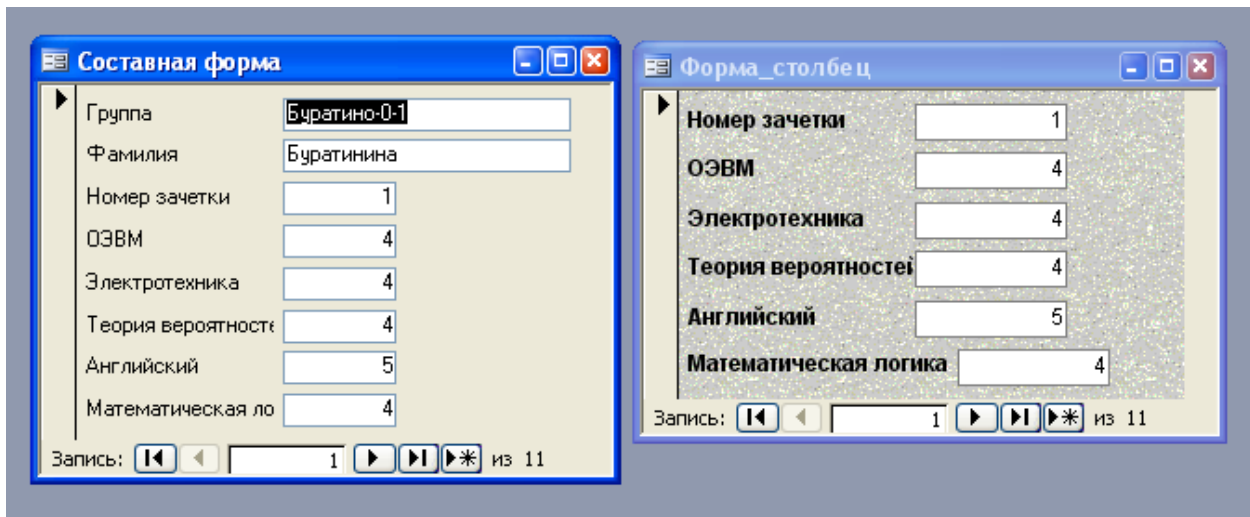 Составная форма
Группа Буратино-0-1
Фамилия Буратинина
Номер зачетки 1
ОЭВМ 4
Электротехника 4
Теория вероятносте 4
Английский 5
Математическая ло 4
Запись: 1 из 11
Форма_столбец
Номер зачетки 1
ОЭВМ 4
Электротехника 4
Теория вероятностей 4
Английский 5
Математическая логика 4
Запись: 1 из 11